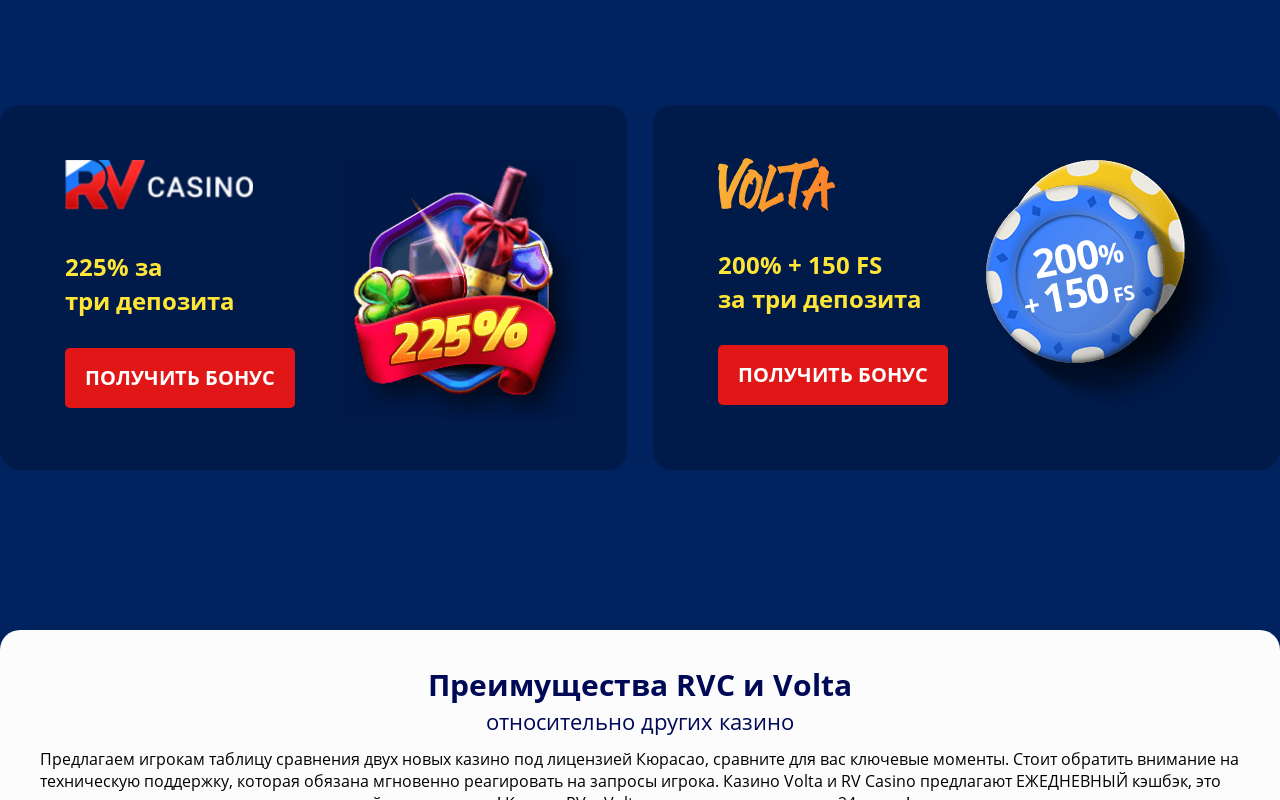 RV CASINO
225% за
три депозита
ПОЛУЧИТЬ БОНУС
225%
VOLTA
200% + 150 FS
за три депозита
ПОЛУЧИТЬ БОНУС
200%
+ 150 FS
Преимущества RVC и Volta
относительно других казино
Предлагаем игрокам таблицу сравнения двух новых казино под лицензией Кюрасао, сравните для вас ключевые моменты. Стоит обратить внимание на
техническую поддержку, которая обязана мгновенно реагировать на запросы игрока. Казино Volta и RV Casino предлагают ЕЖЕДНЕВНЫЙ кэшбэк, это